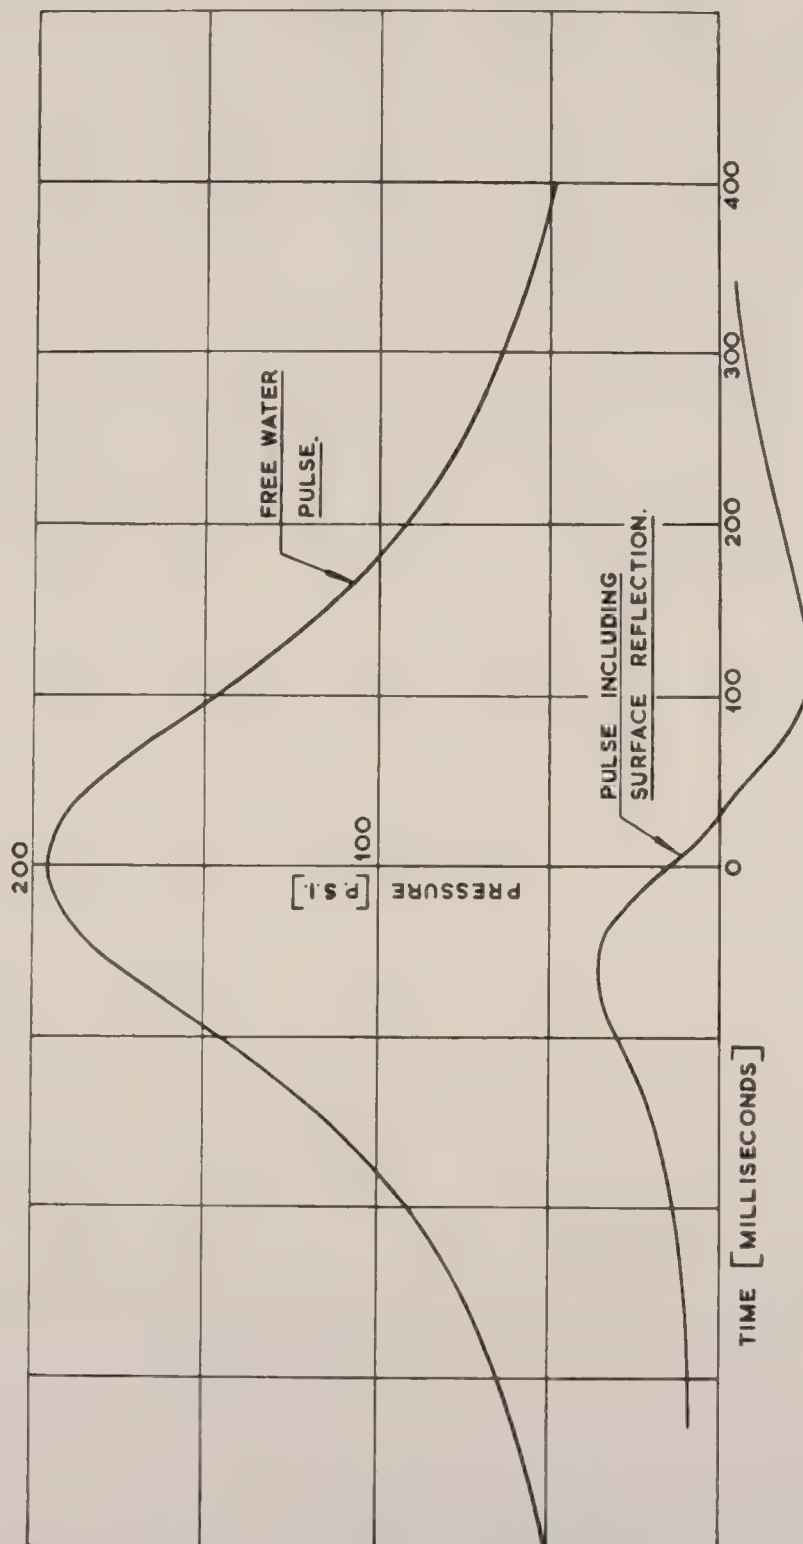 200
100
PRESSURE [P.S.I.]
FREE WATER
PULSE.
PULSE INCLUDING
SURFACE REFLECTION.
0
100
200
300
400
TIME [MILLISECONDS]